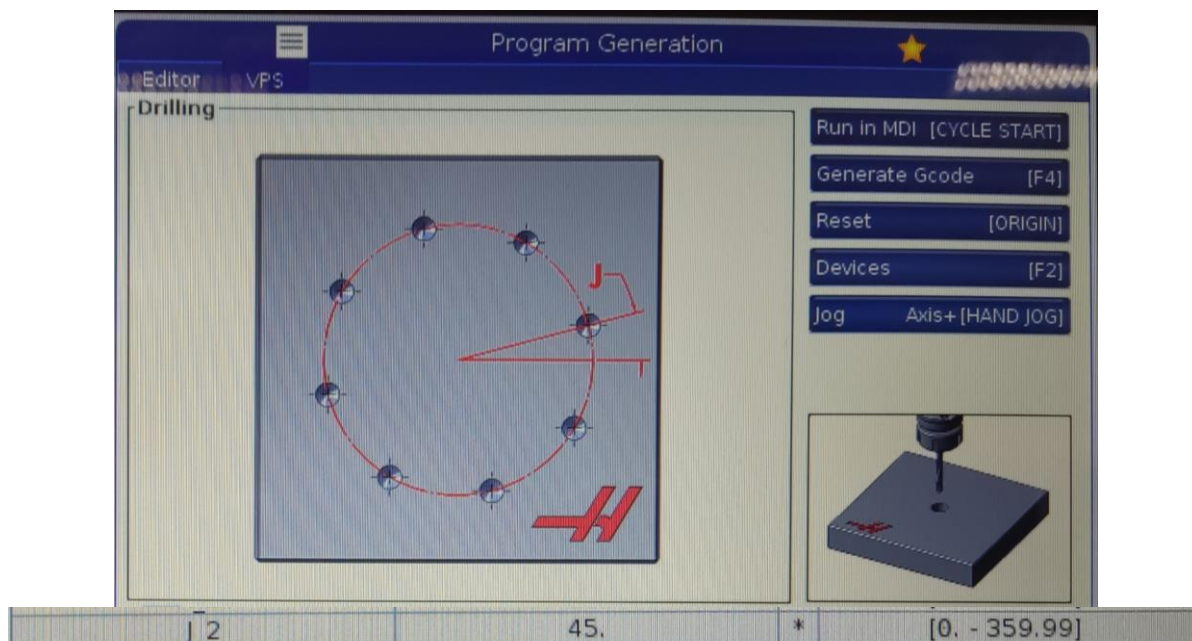 Program Generation
Editor VPS
Drilling
Run in MDI [CYCLE START]
Generate Gcode [F4]
Reset [ORIGIN]
Devices [F2]
Jog Axis+[HAND JOG]
J
J 2 45. * [0. - 359.99]